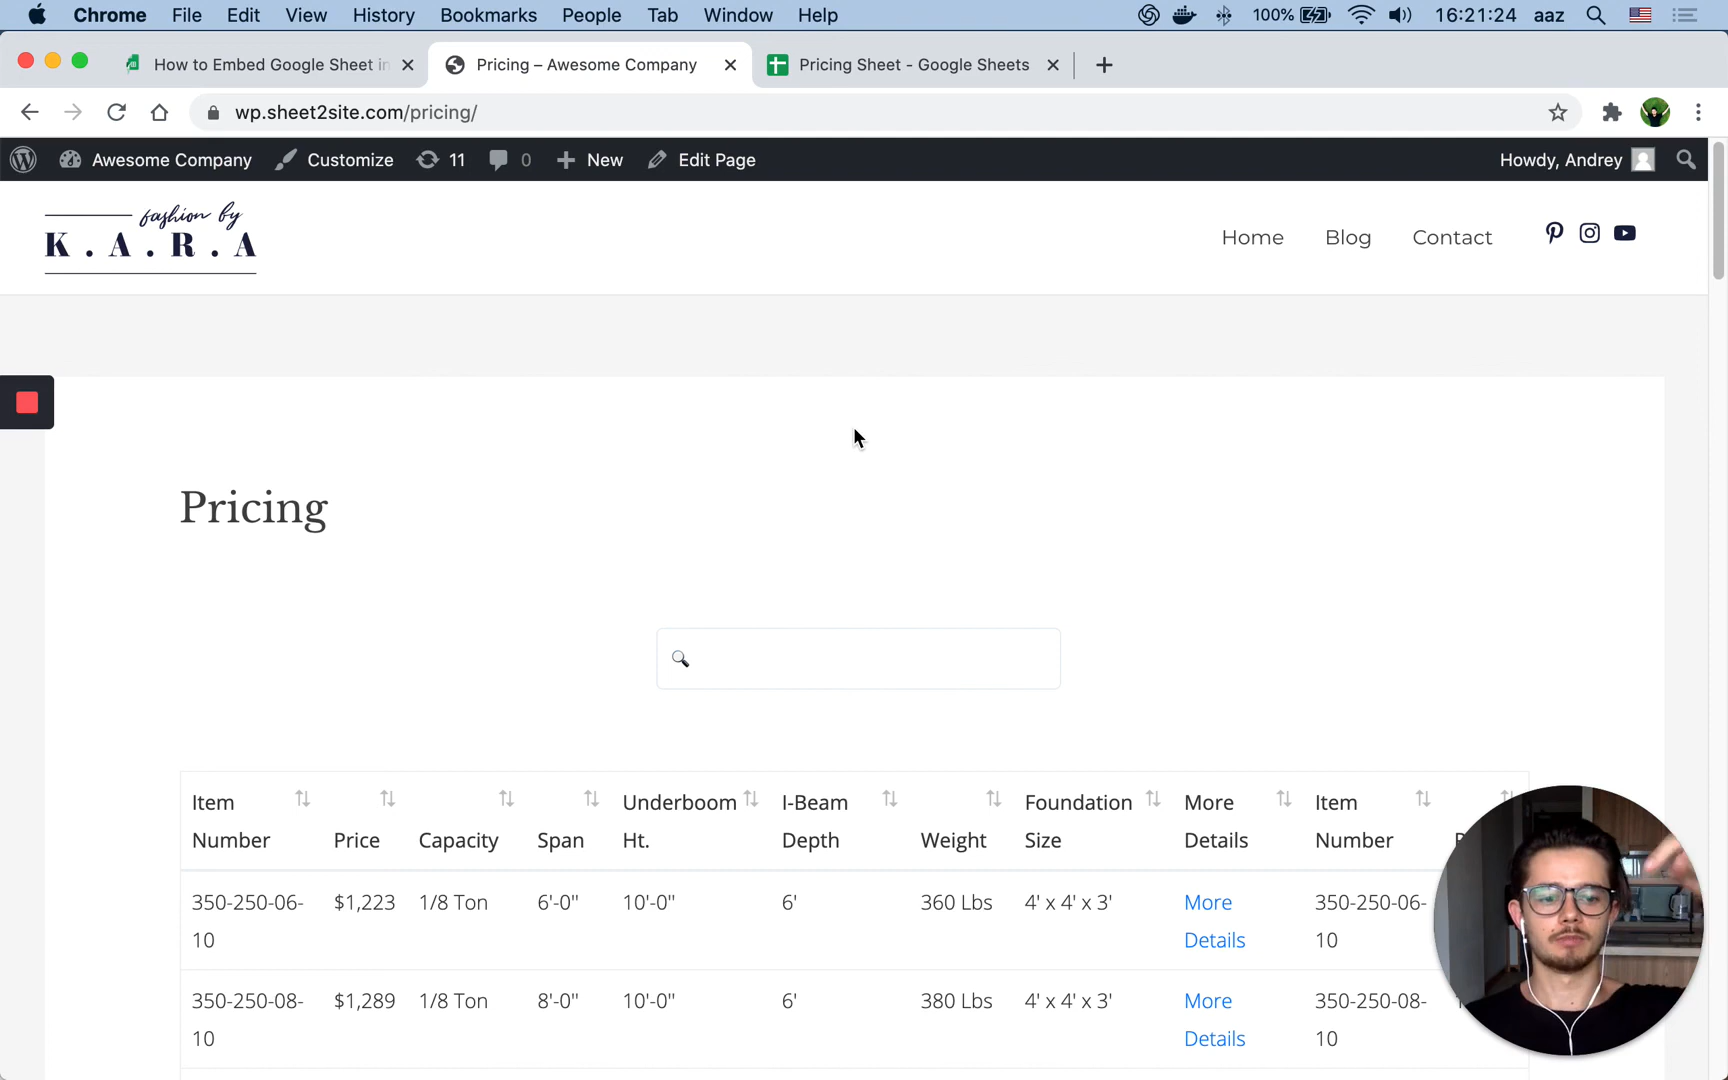 Chrome File Edit View History Bookmarks People Tab Window Help 100% 16:21:24 aaz
How to Embed Google Sheet in Pricing – Awesome Company Pricing Sheet - Google Sheets
wp.sheet2site.com/pricing/
Awesome Company Customize 11 0 New Edit Page Howdy, Andrey
fashion by
K.A.R.A
Home Blog Contact
Pricing
Item Underboom I-Beam Foundation More Item
Number Price Capacity Span Ht. Depth Weight Size Details Number
350-250-06- $1,223 1/8 Ton 6'-0" 10'-0" 6' 360 Lbs 4' x 4' x 3' More 350-250-06-
10 Details 10
350-250-08- $1,289 1/8 Ton 8'-0" 10'-0" 6' 380 Lbs 4' x 4' x 3' More 350-250-08-
10 Details 10